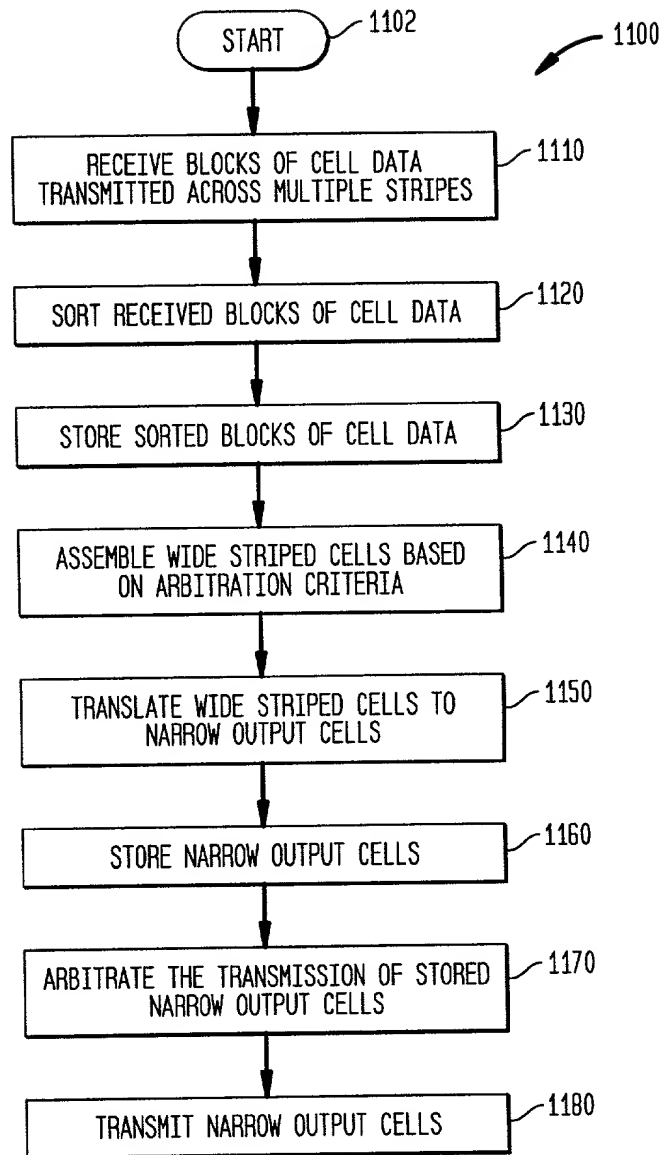 START
1102
1100
RECEIVE BLOCKS OF CELL DATA
TRANSMITTED ACROSS MULTIPLE STRIPES
1110
SORT RECEIVED BLOCKS OF CELL DATA
1120
STORE SORTED BLOCKS OF CELL DATA
1130
ASSEMBLE WIDE STRIPED CELLS BASED
ON ARBITRATION CRITERIA
1140
TRANSLATE WIDE STRIPED CELLS TO
NARROW OUTPUT CELLS
1150
STORE NARROW OUTPUT CELLS
1160
ARBITRATE THE TRANSMISSION OF STORED
NARROW OUTPUT CELLS
1170
TRANSMIT NARROW OUTPUT CELLS
1180